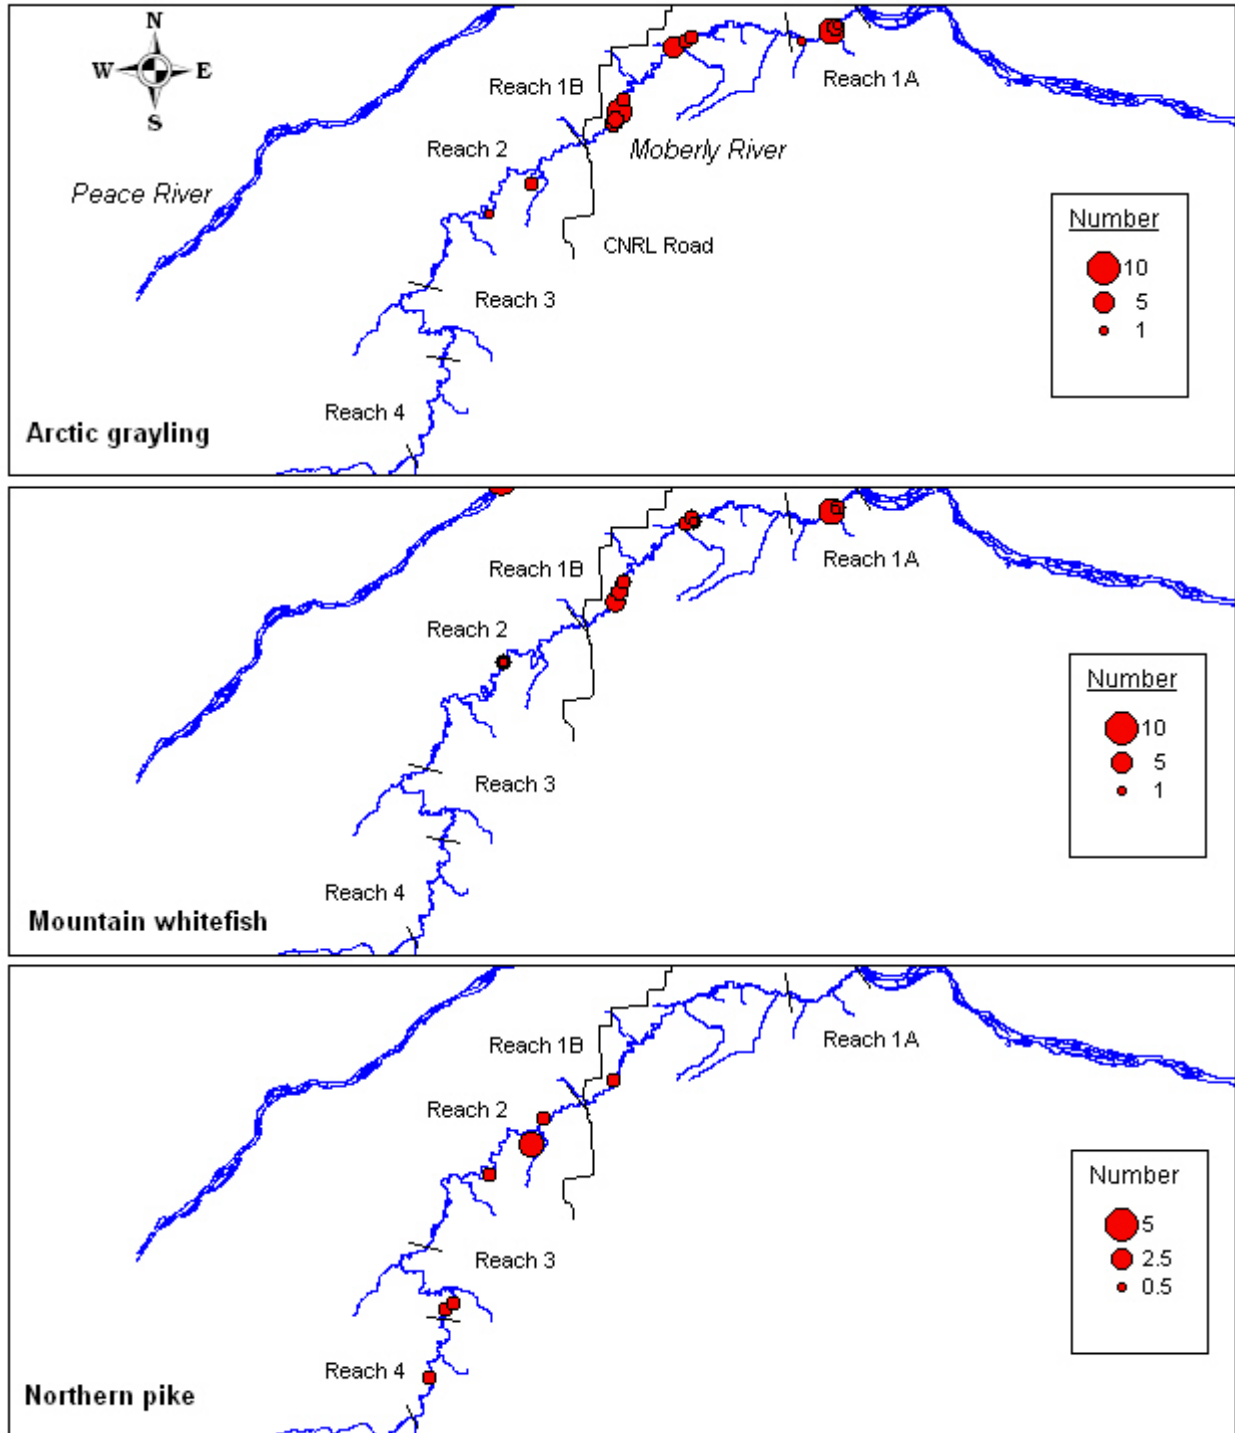 N
W E
S
Reach 1B
Reach 1A
Reach 2
Moberly River
Peace River
CNRL Road
Reach 3
Reach 4
Arctic grayling
Number
10
5
1
Reach 1B
Reach 1A
Reach 2
Reach 3
Reach 4
Mountain whitefish
Number
10
5
1
Reach 1B
Reach 1A
Reach 2
Reach 3
Reach 4
Northern pike
Number
5
2.5
0.5